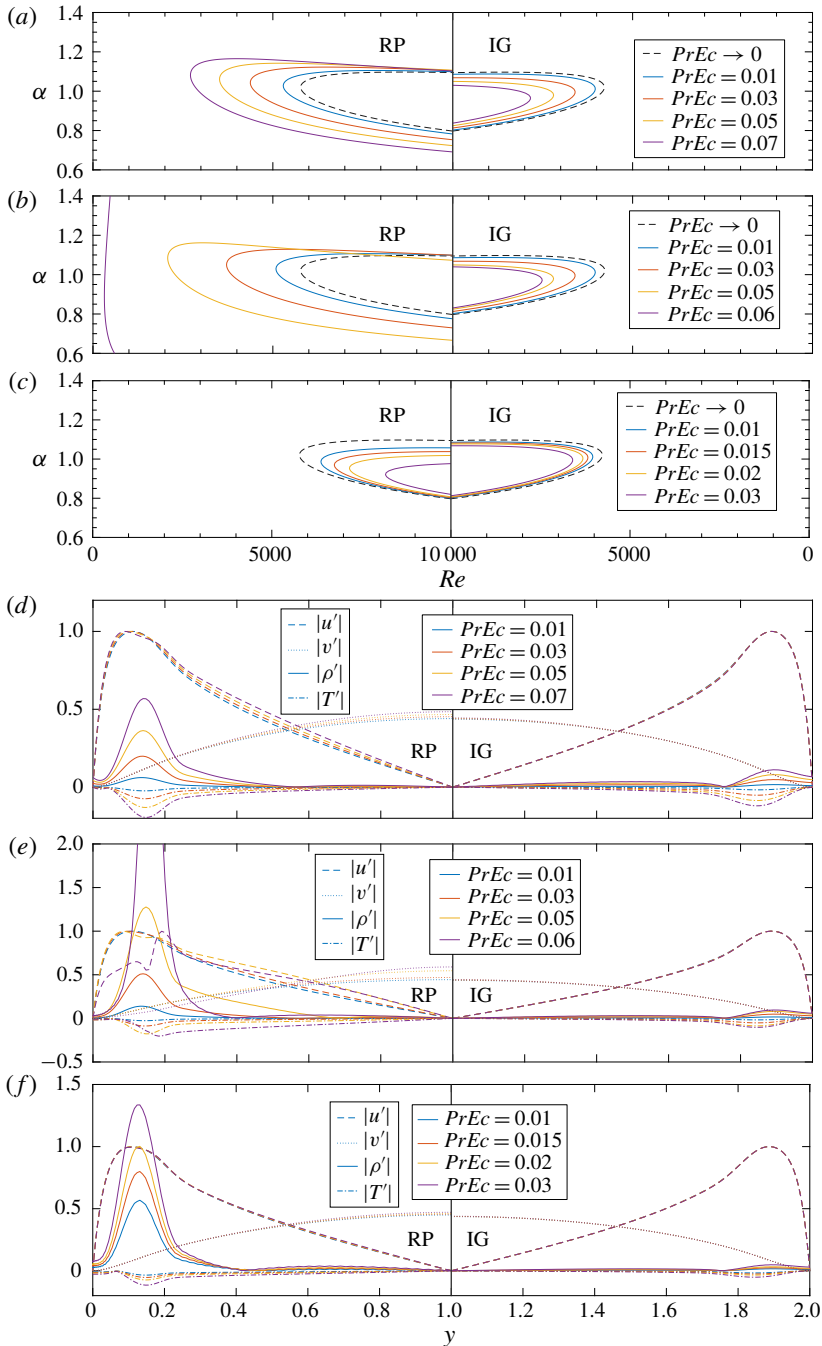 (a)
1.4
1.2
1.0
0.8
0.6
α
RP
IG
PrEc → 0
PrEc = 0.01
PrEc = 0.03
PrEc = 0.05
PrEc = 0.07
(b)
1.4
1.2
1.0
0.8
0.6
α
RP
IG
PrEc → 0
PrEc = 0.01
PrEc = 0.03
PrEc = 0.05
PrEc = 0.06
(c)
1.4
1.2
1.0
0.8
0.6
α
RP
IG
PrEc → 0
PrEc = 0.01
PrEc = 0.015
PrEc = 0.02
PrEc = 0.03
0 5000 10 000 5000 0
Re
(d)
1.0
0.5
0
|u′|
|v′|
|ρ′|
|T′|
PrEc = 0.01
PrEc = 0.03
PrEc = 0.05
PrEc = 0.07
RP
IG
(e)
2.0
1.5
1.0
0.5
0
−0.5
|u′|
|v′|
|ρ′|
|T′|
PrEc = 0.01
PrEc = 0.03
PrEc = 0.05
PrEc = 0.06
RP
IG
(f)
1.5
1.0
0.5
0
|u′|
|v′|
|ρ′|
|T′|
PrEc = 0.01
PrEc = 0.015
PrEc = 0.02
PrEc = 0.03
RP
IG
0 0.2 0.4 0.6 0.8 1.0 1.2 1.4 1.6 1.8 2.0
y